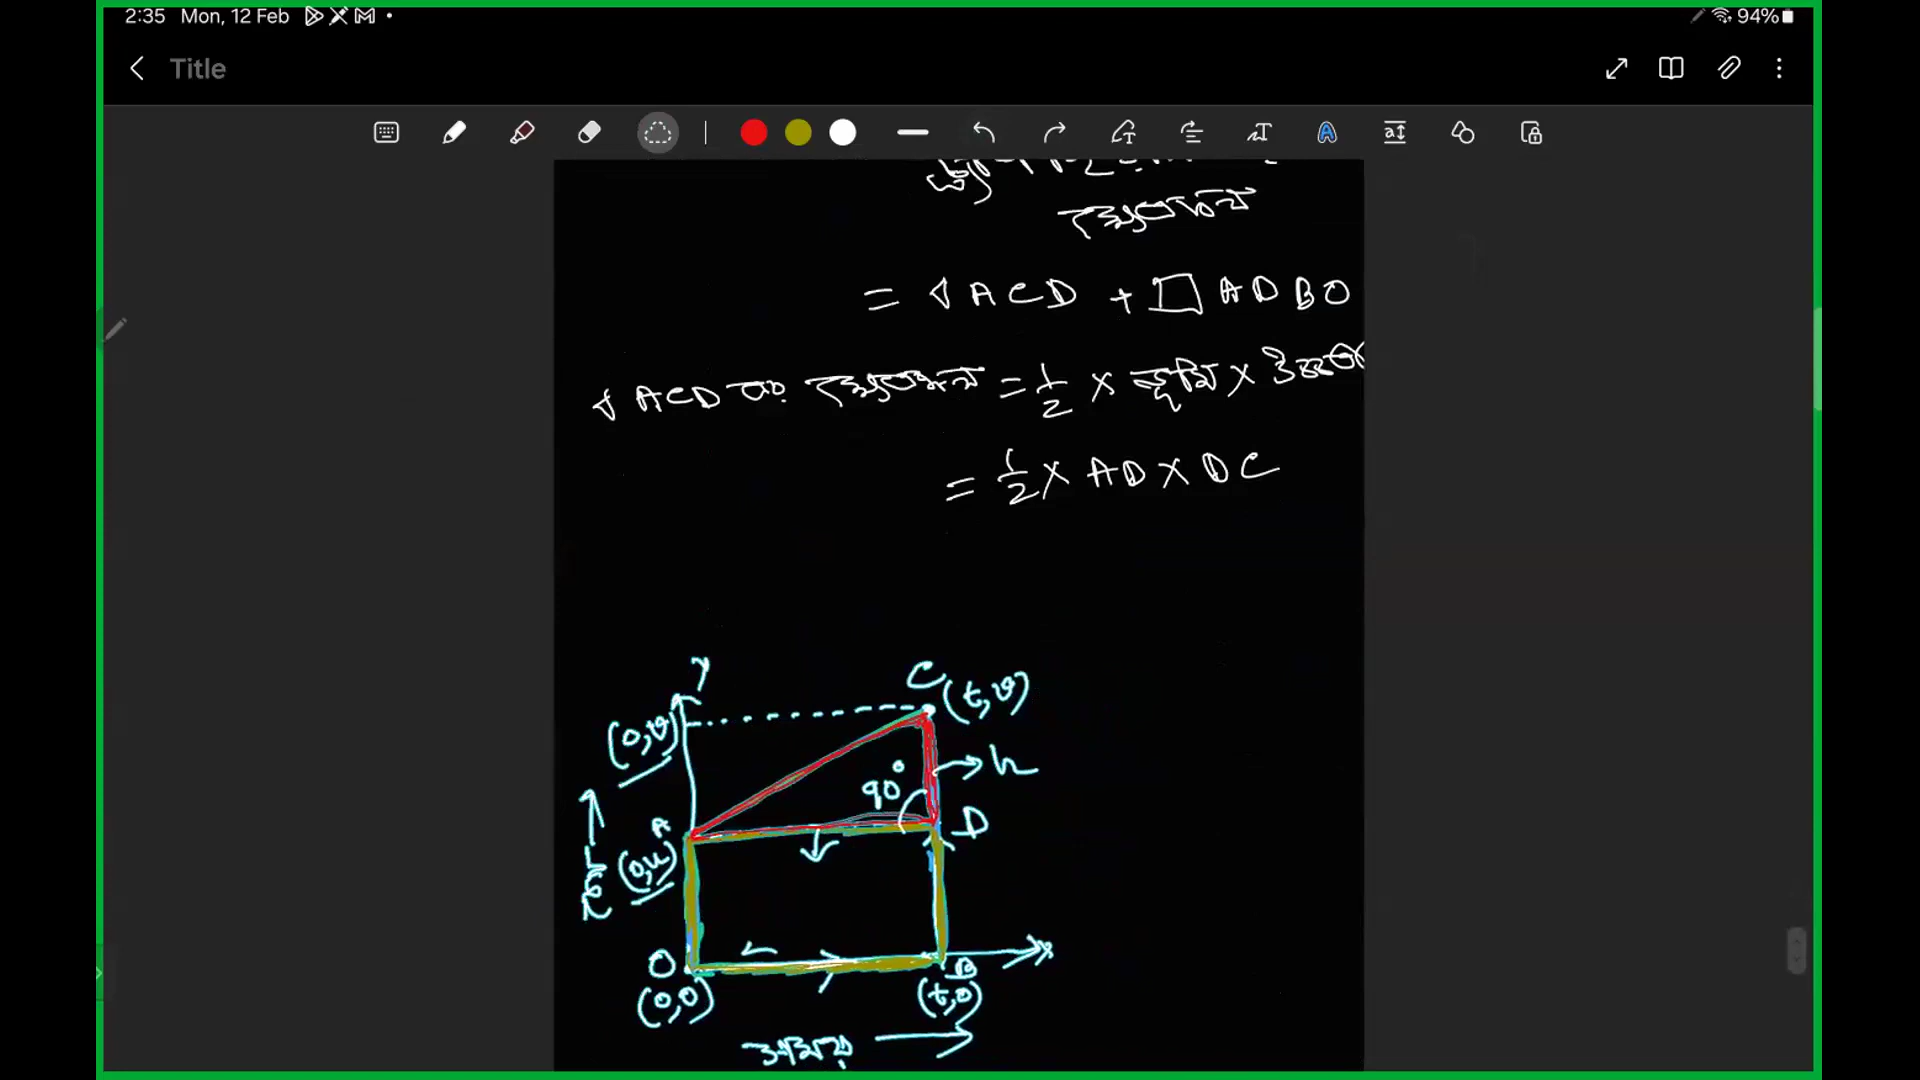 2:35 Mon, 12 Feb
94%
Title
ক্ষেত্রফল
= ∆ ACD + □ ADBO
∆ ACD এর ক্ষেত্রফল = 1/2 × ভূমি × উচ্চতা
= 1/2 × AD × DC
Y
C (t, v)
(0, v)
h
90°
A
D
(0, u)
বেগ
O
B
X
(0,0)
(t, 0)
সময়